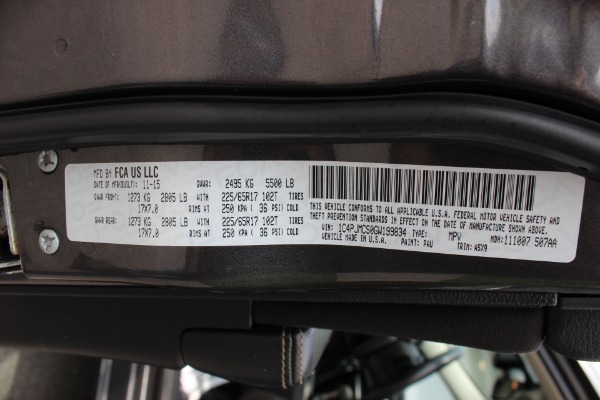 MFD BY FCA US LLC
DATE OF MFR(BUILT): 11-15 GVWR: 2495 KG 5500 LB
GAWR FRONT: 1273 KG 2805 LB WITH 225/65R17 102T TIRES
17X7.0 RIMS AT 250 KPA ( 36 PSI) COLD
GAWR REAR: 1273 KG 2805 LB WITH 225/65R17 102T TIRES
17X7.0 RIMS AT 250 KPA ( 36 PSI) COLD
THIS VEHICLE CONFORMS TO ALL APPLICABLE U.S.A. FEDERAL MOTOR VEHICLE SAFETY AND
THEFT PREVENTION STANDARDS IN EFFECT ON THE DATE OF MANUFACTURE SHOWN ABOVE
VIN: 1C4PJMCS0GW199834 TYPE: MPV MDH: 111007 507AA
VEHICLE MADE IN U.S.A. PAINT: PAU TRIM: A5X9